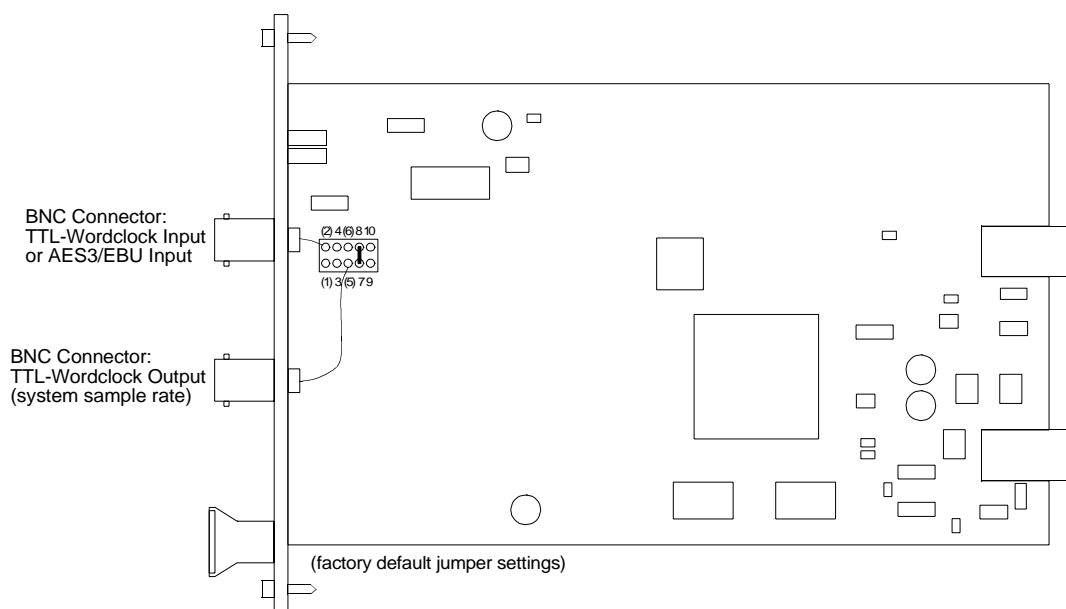 BNC Connector:
TTL-Wordclock Input
or AES3/EBU Input
(2) 4 (6) 8 10
(1) 3 (5) 7 9
BNC Connector:
TTL-Wordclock Output
(system sample rate)
(factory default jumper settings)